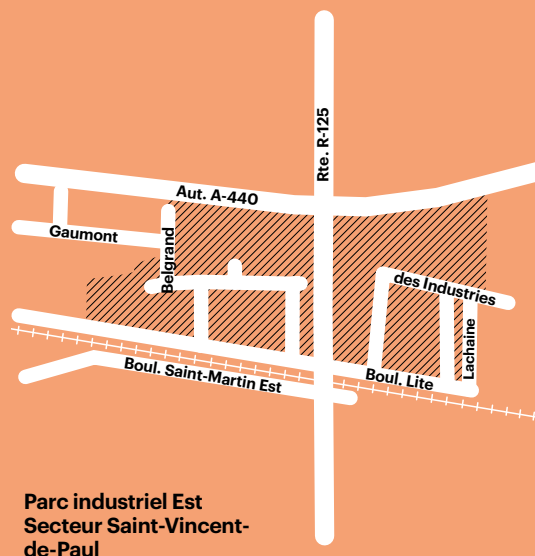 Rte. R-125
Aut. A-440
Gaumont
Belgrand
des Industries
Lachaine
Boul. Lite
Boul. Saint-Martin Est
Parc industriel Est
Secteur Saint-Vincent-
de-Paul